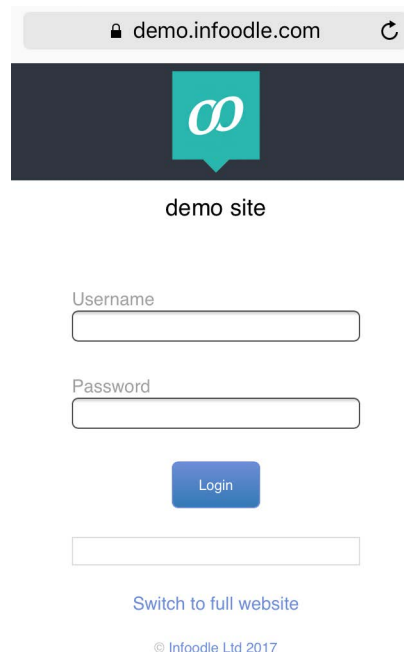 demo.infoodle.com
demo site
Username
Password
Login
Switch to full website
© Infoodle Ltd 2017